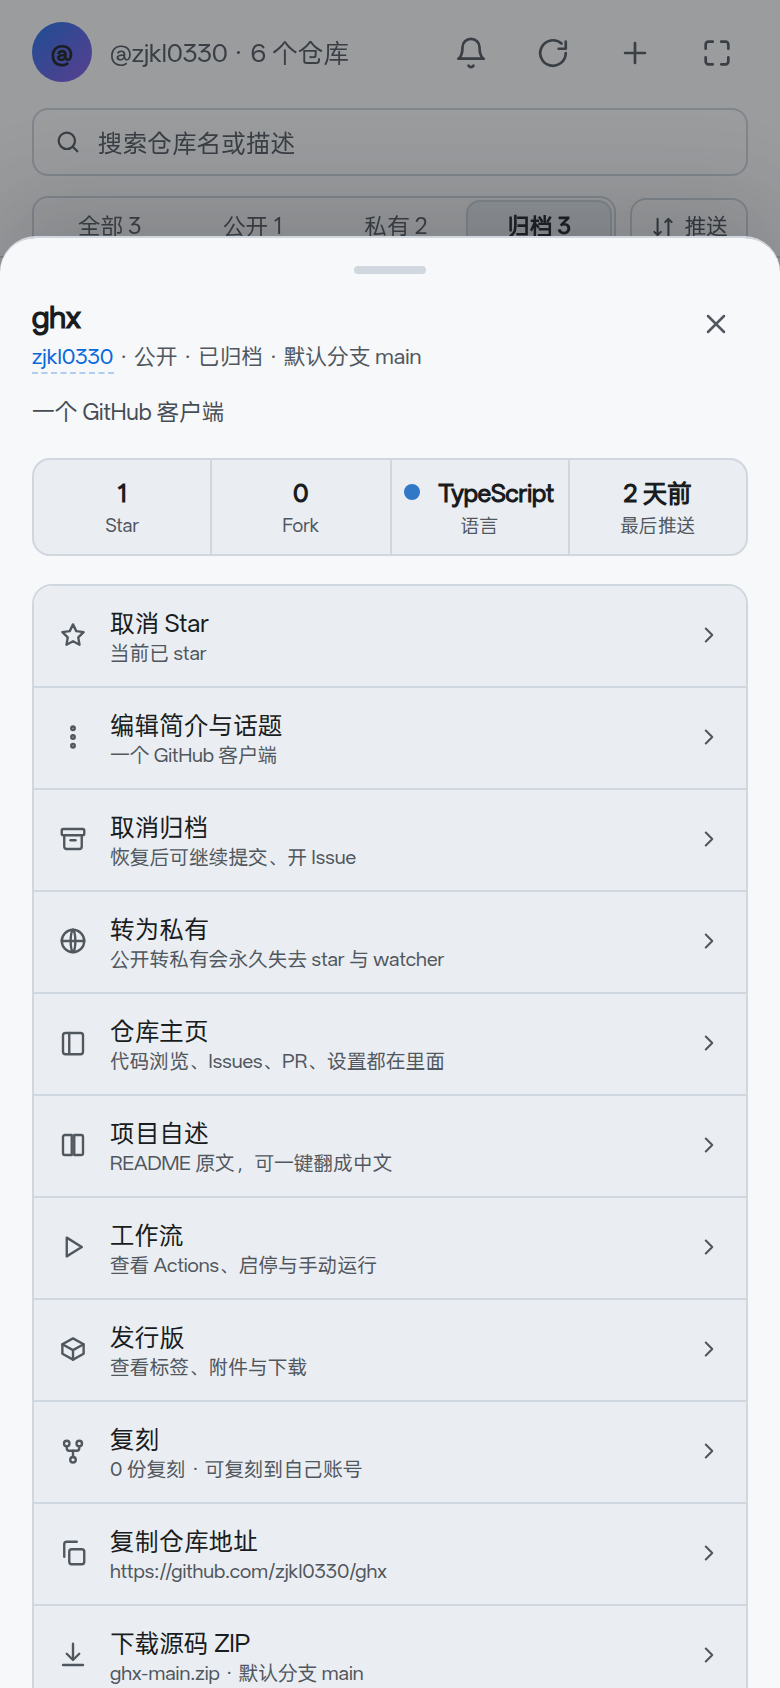 @ @zjkl0330 · 6 个仓库
搜索仓库名或描述
全部 3 公开 1 私有 2 归档 3 推送
ghx
zjkl0330 · 公开 · 已归档 · 默认分支 main
一个 GitHub 客户端
1 0 TypeScript 2 天前
Star Fork 语言 最后推送
取消 Star
当前已 star
编辑简介与话题
一个 GitHub 客户端
取消归档
恢复后可继续提交、开 Issue
转为私有
公开转私有会永久失去 star 与 watcher
仓库主页
代码浏览、Issues、PR、设置都在里面
项目自述
README 原文，可一键翻成中文
工作流
查看 Actions、启停与手动运行
发行版
查看标签、附件与下载
复刻
0 份复刻 · 可复刻到自己账号
复制仓库地址
https://github.com/zjkl0330/ghx
下载源码 ZIP
ghx-main.zip · 默认分支 main